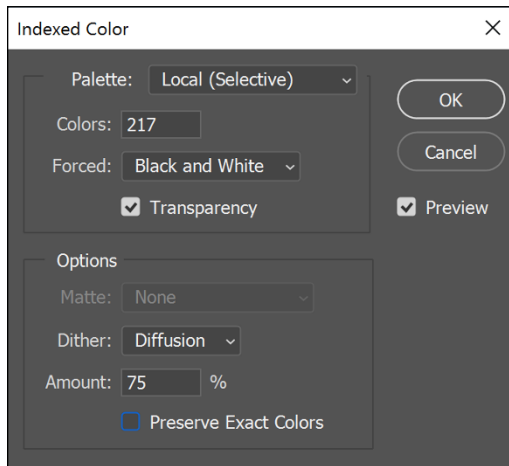 Indexed Color
Palette: Local (Selective)
OK
Colors: 217
Cancel
Forced: Black and White
Transparency
Preview
Options
Matte: None
Dither: Diffusion
Amount: 75 %
Preserve Exact Colors